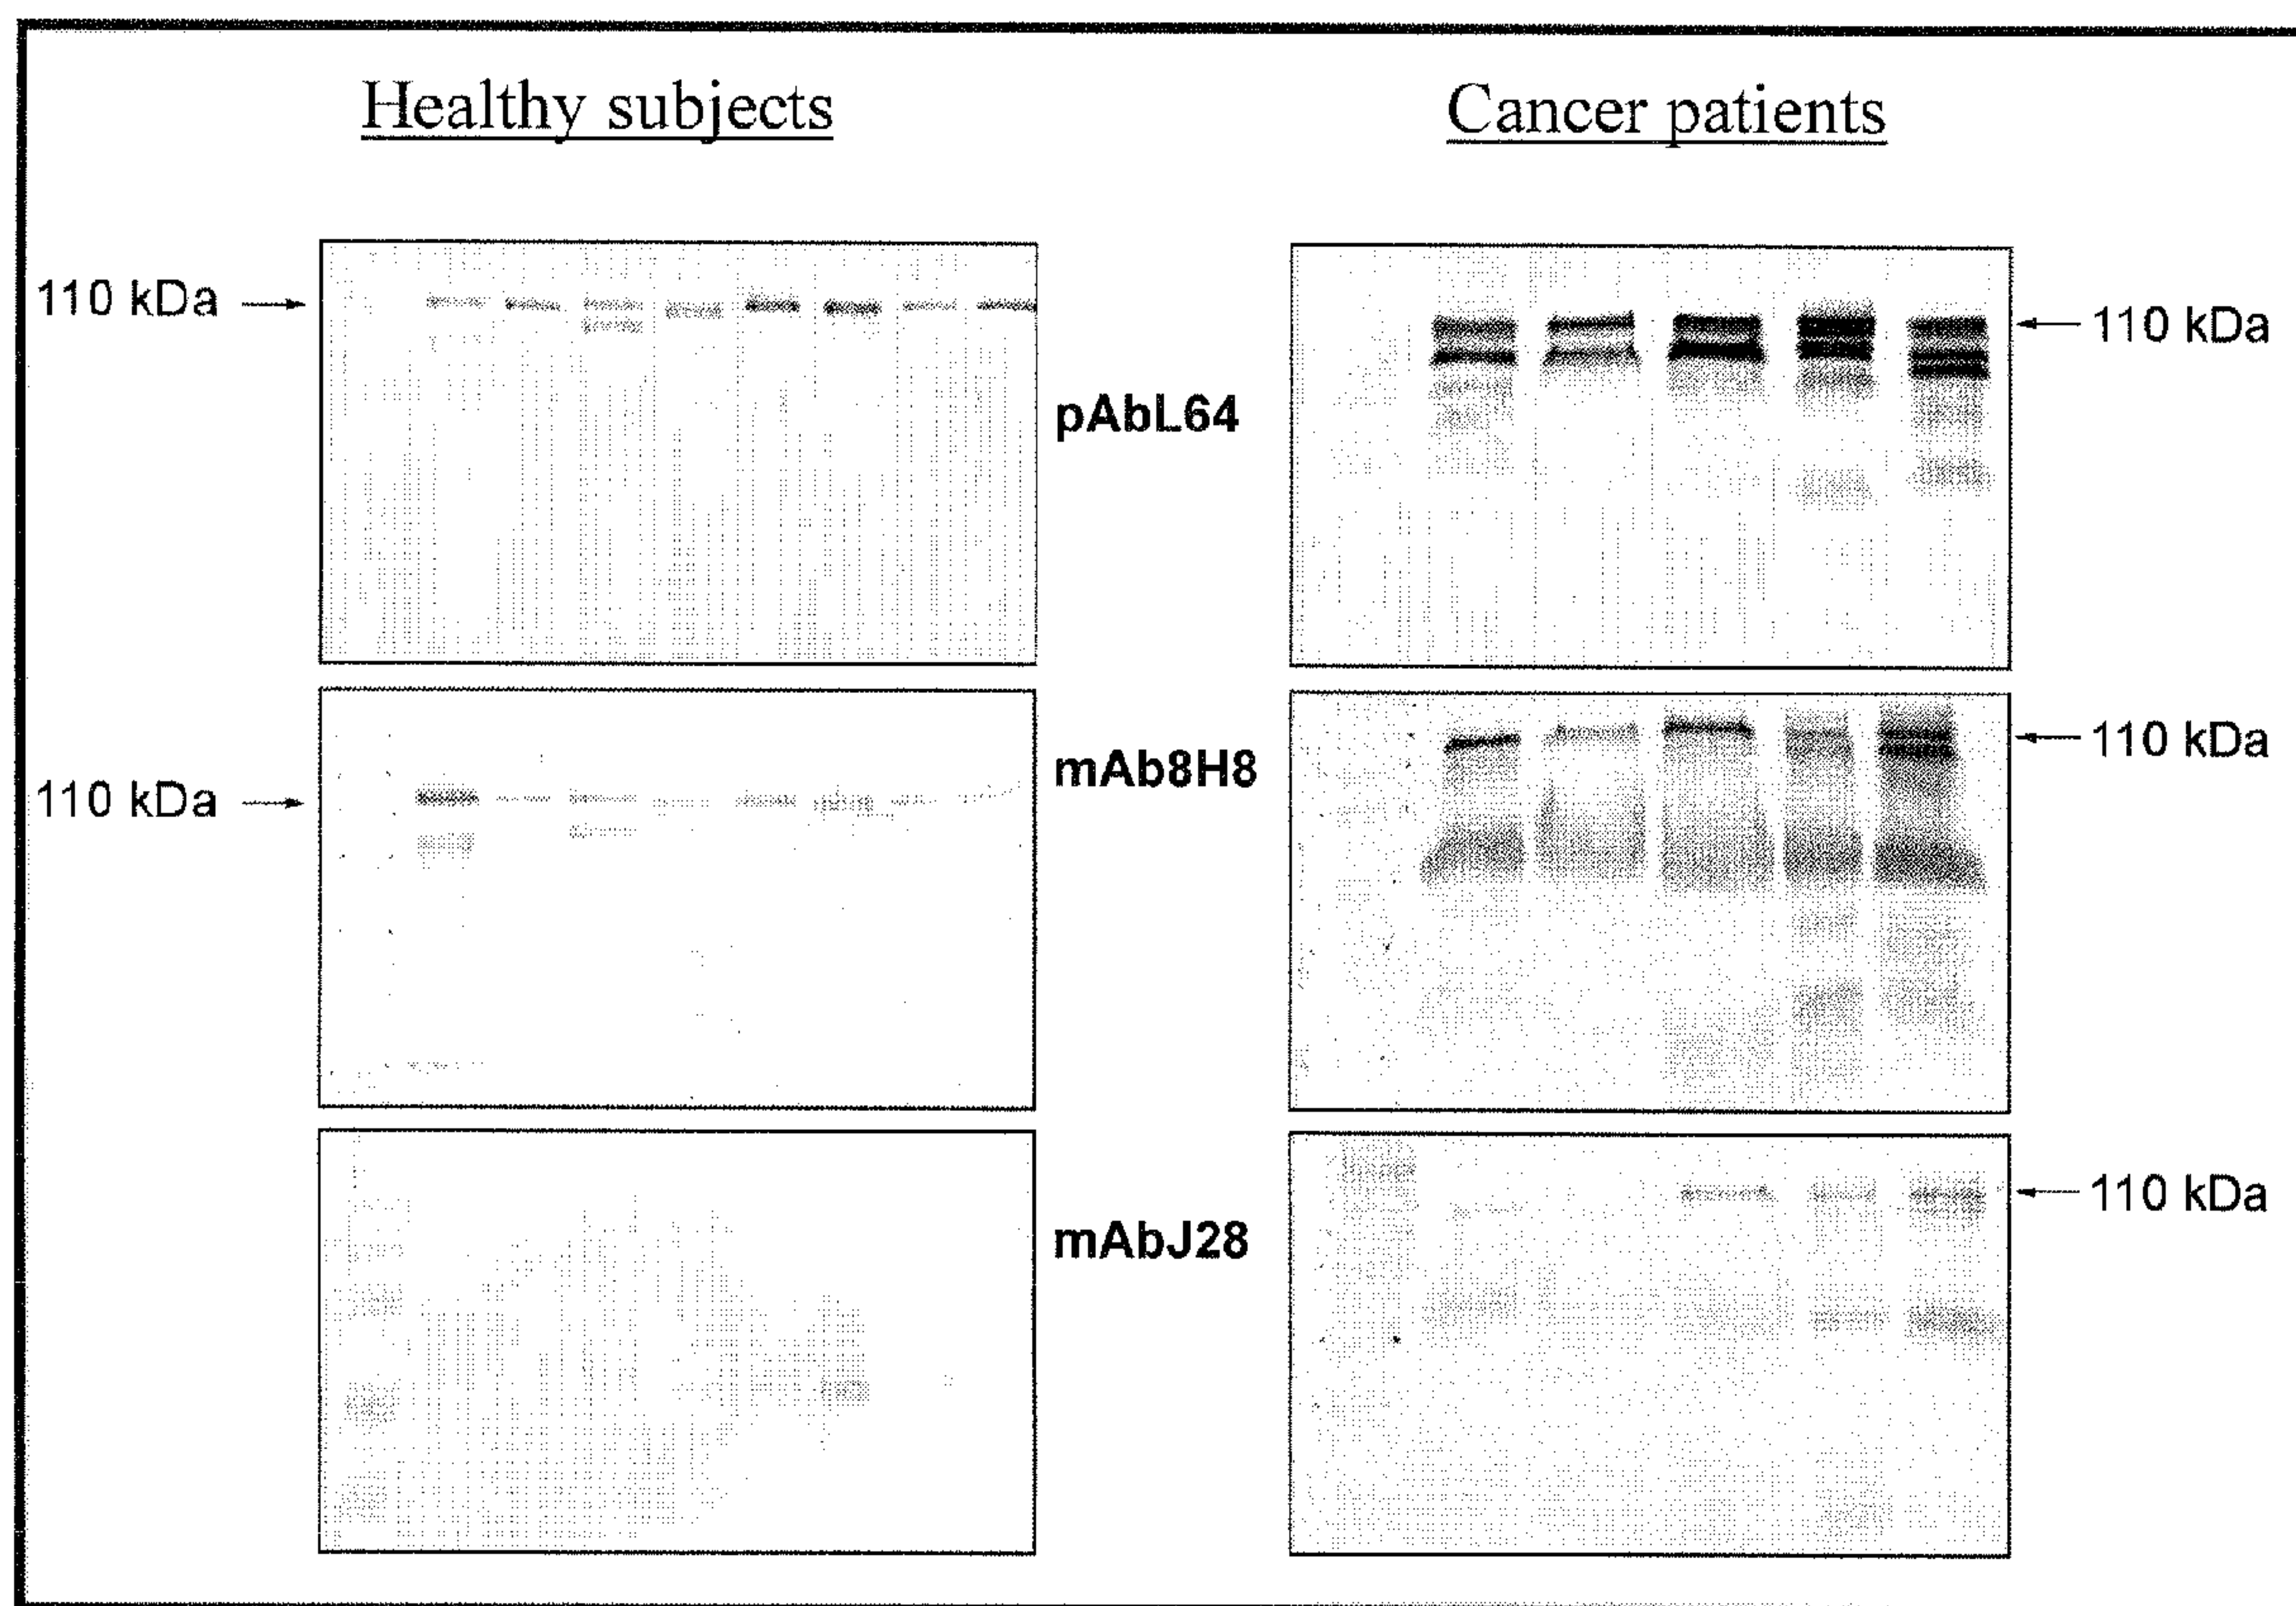 Healthy subjects
Cancer patients
110 kDa
110 kDa
pAbL64
mAb8H8
110 kDa
110 kDa
mAbJ28
110 kDa